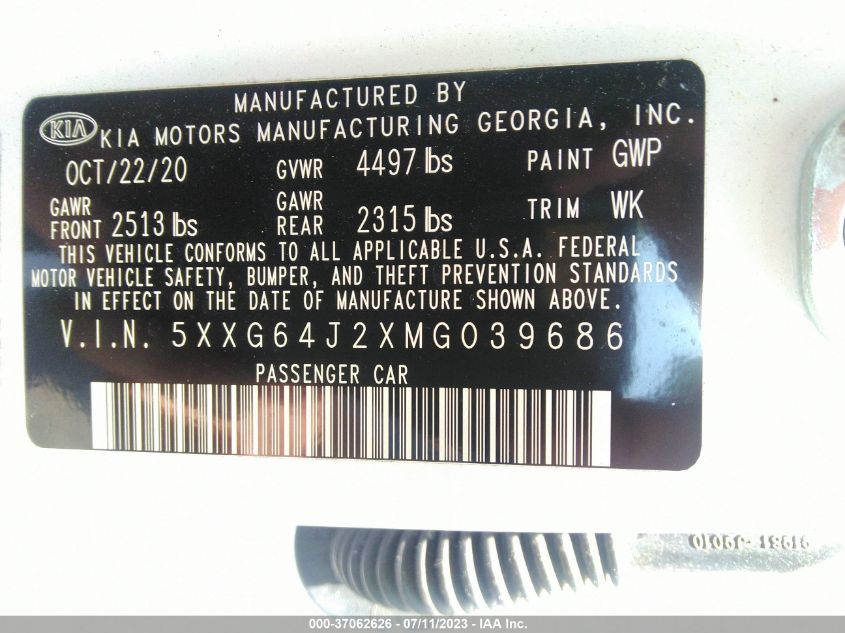 MANUFACTURED BY
KIA KIA MOTORS MANUFACTURING GEORGIA, INC.
OCT/22/20 GVWR 4497 lbs PAINT GWP
GAWR FRONT 2513 lbs GAWR REAR 2315 lbs TRIM WK
THIS VEHICLE CONFORMS TO ALL APPLICABLE U.S.A. FEDERAL
MOTOR VEHICLE SAFETY, BUMPER, AND THEFT PREVENTION STANDARDS
IN EFFECT ON THE DATE OF MANUFACTURE SHOWN ABOVE.
V.I.N. 5XXG64J2XMG039686
PASSENGER CAR
000-37062626 - 07/11/2023 - IAA Inc.